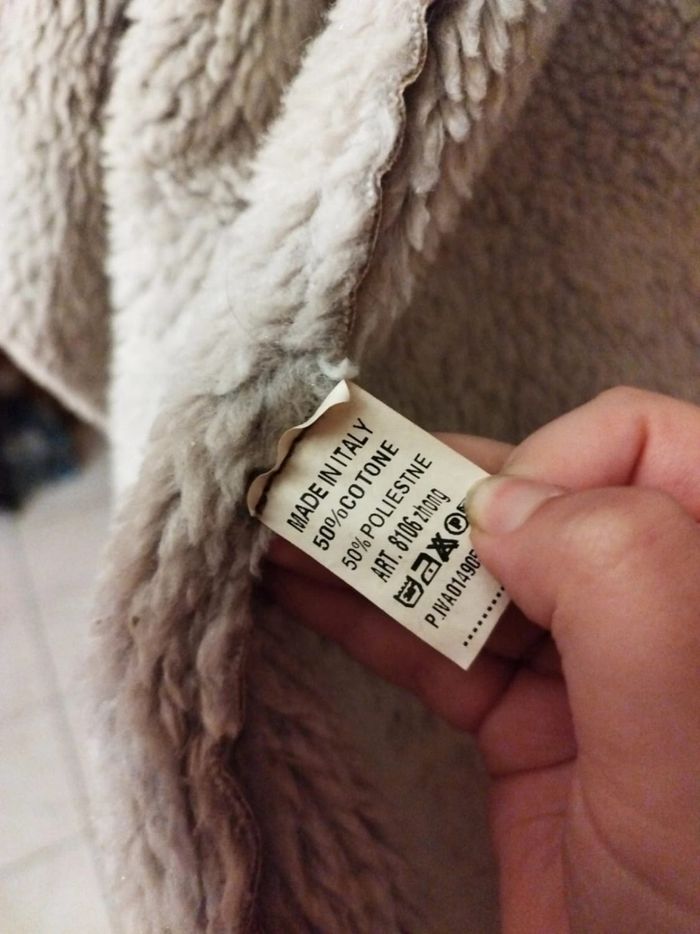 MADE IN ITALY
50%COTONE
50%POLIESTNE
ART. 8106 zhong
P.IVA01490